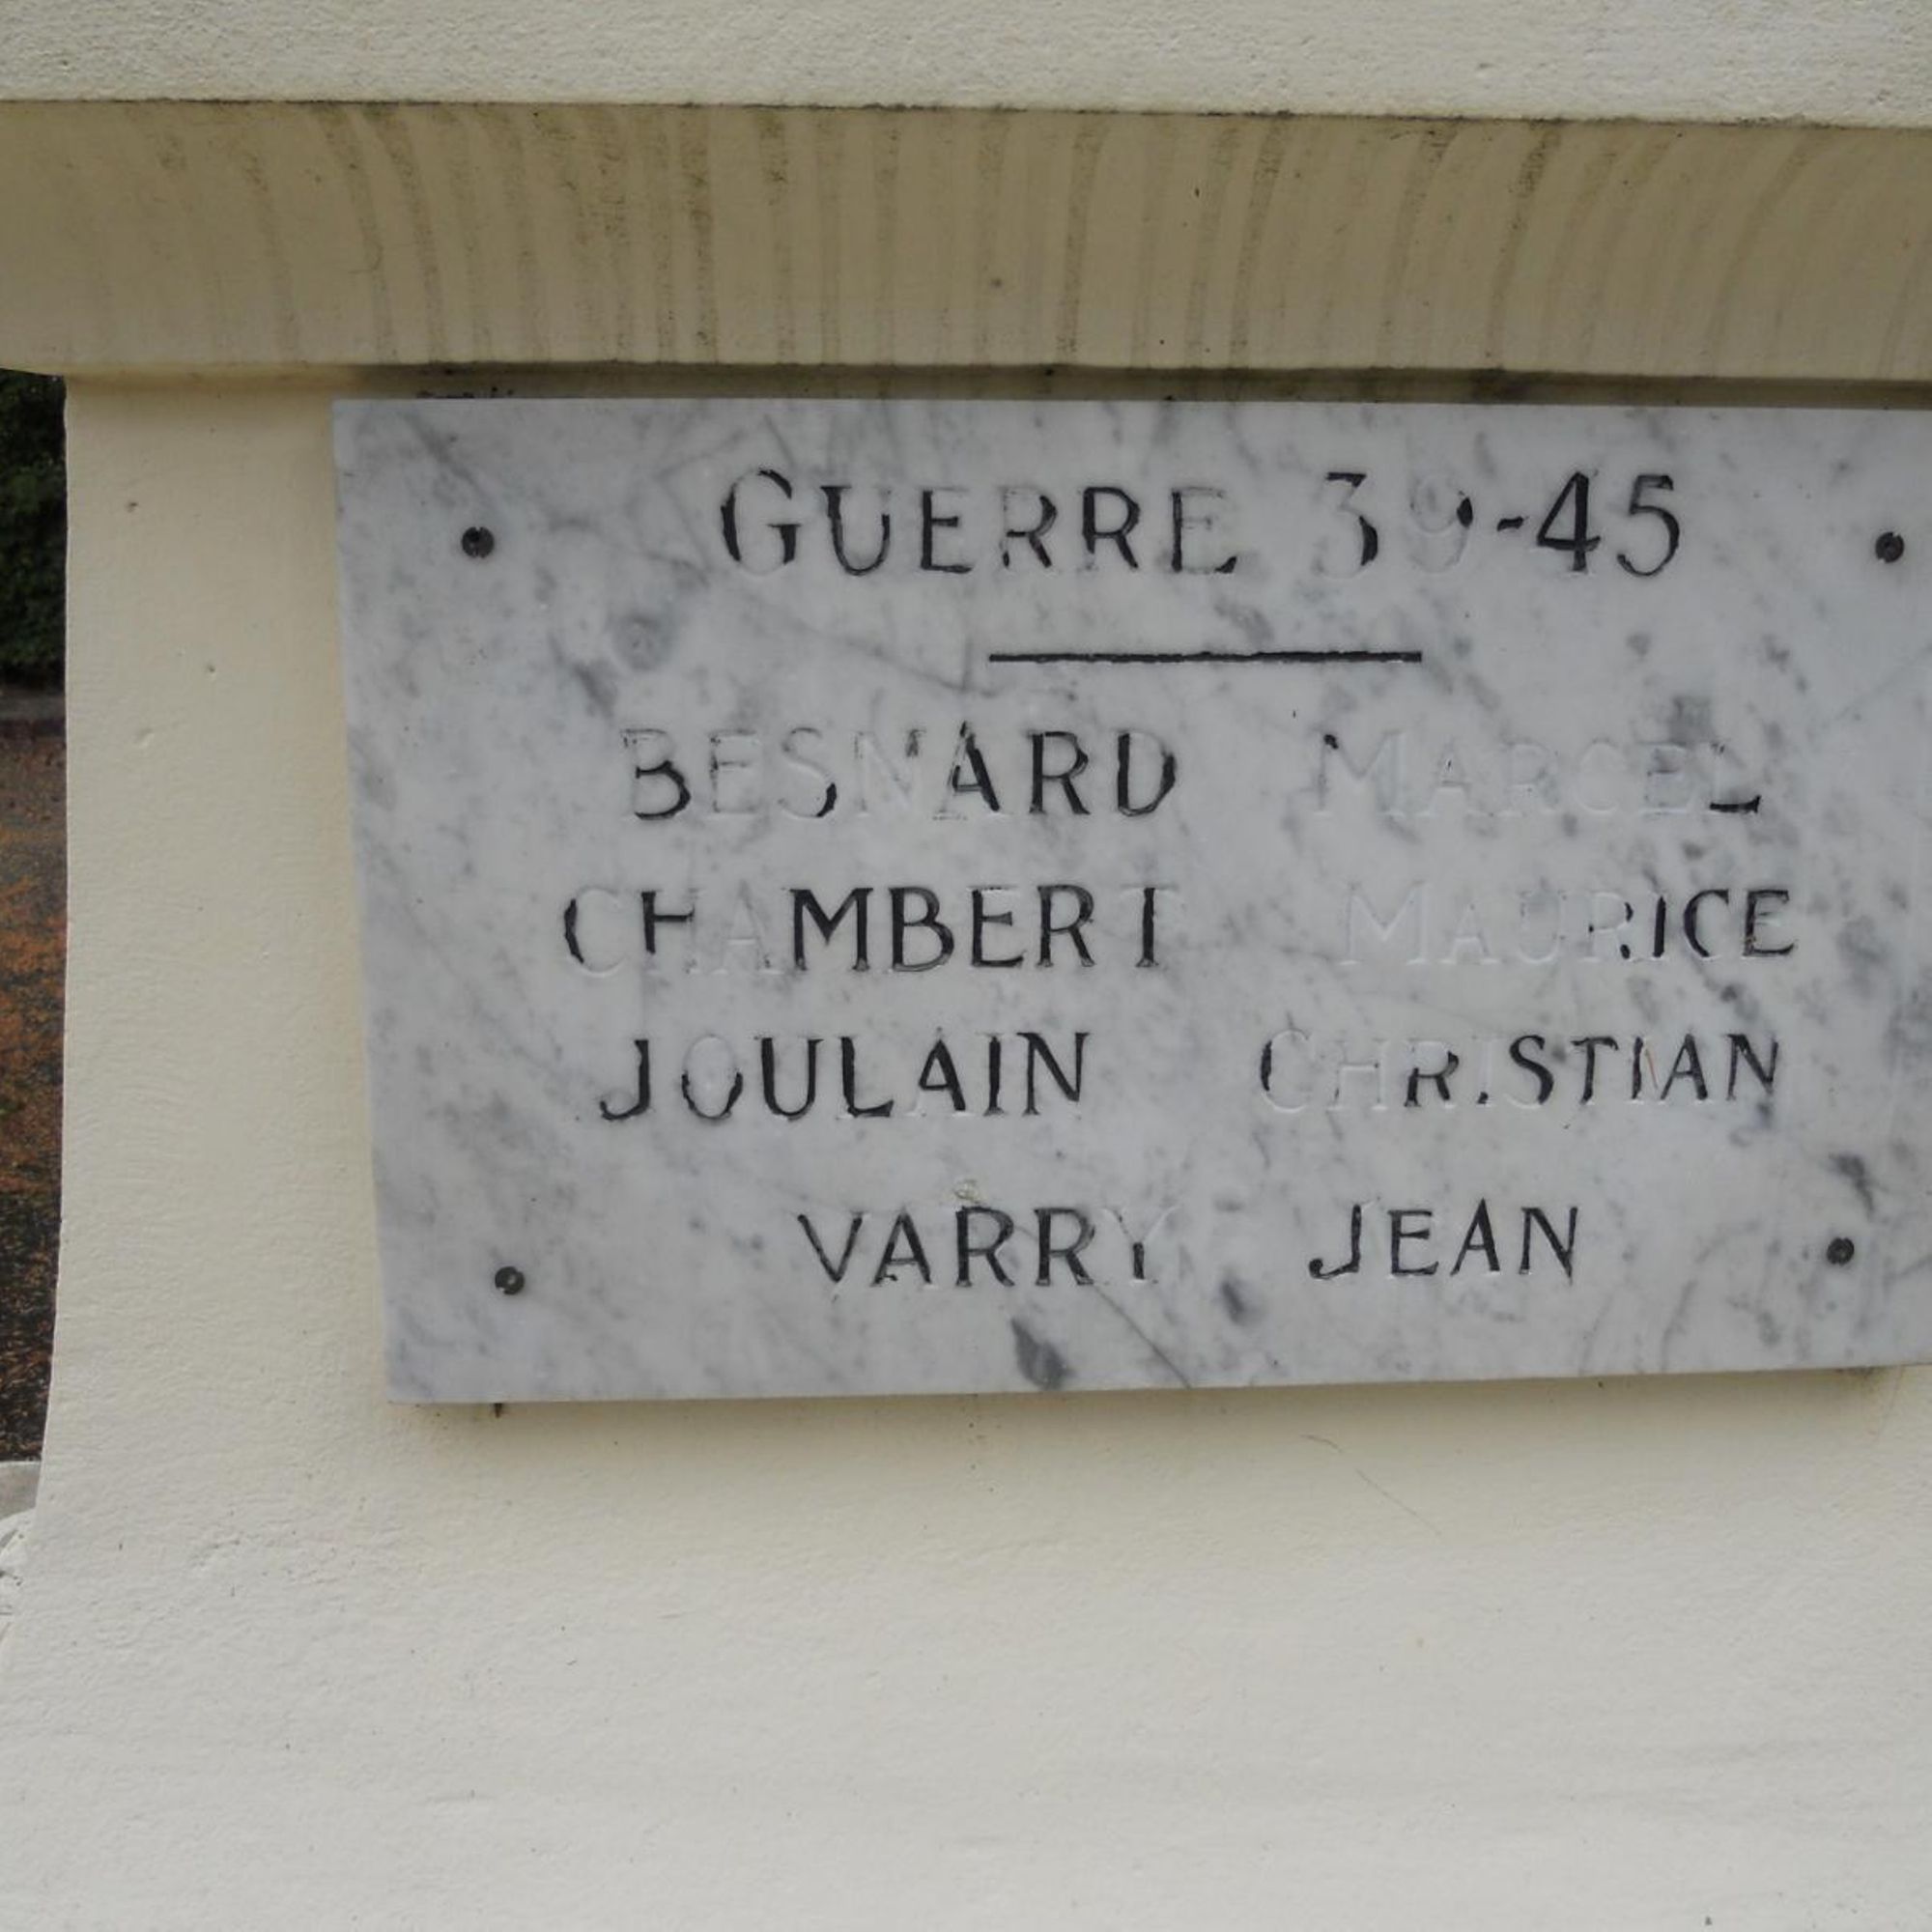 GUERRE 39-45
BESNARD MARCEL
CHAMBERT MAURICE
JOULAIN CHRISTIAN
VARRY JEAN